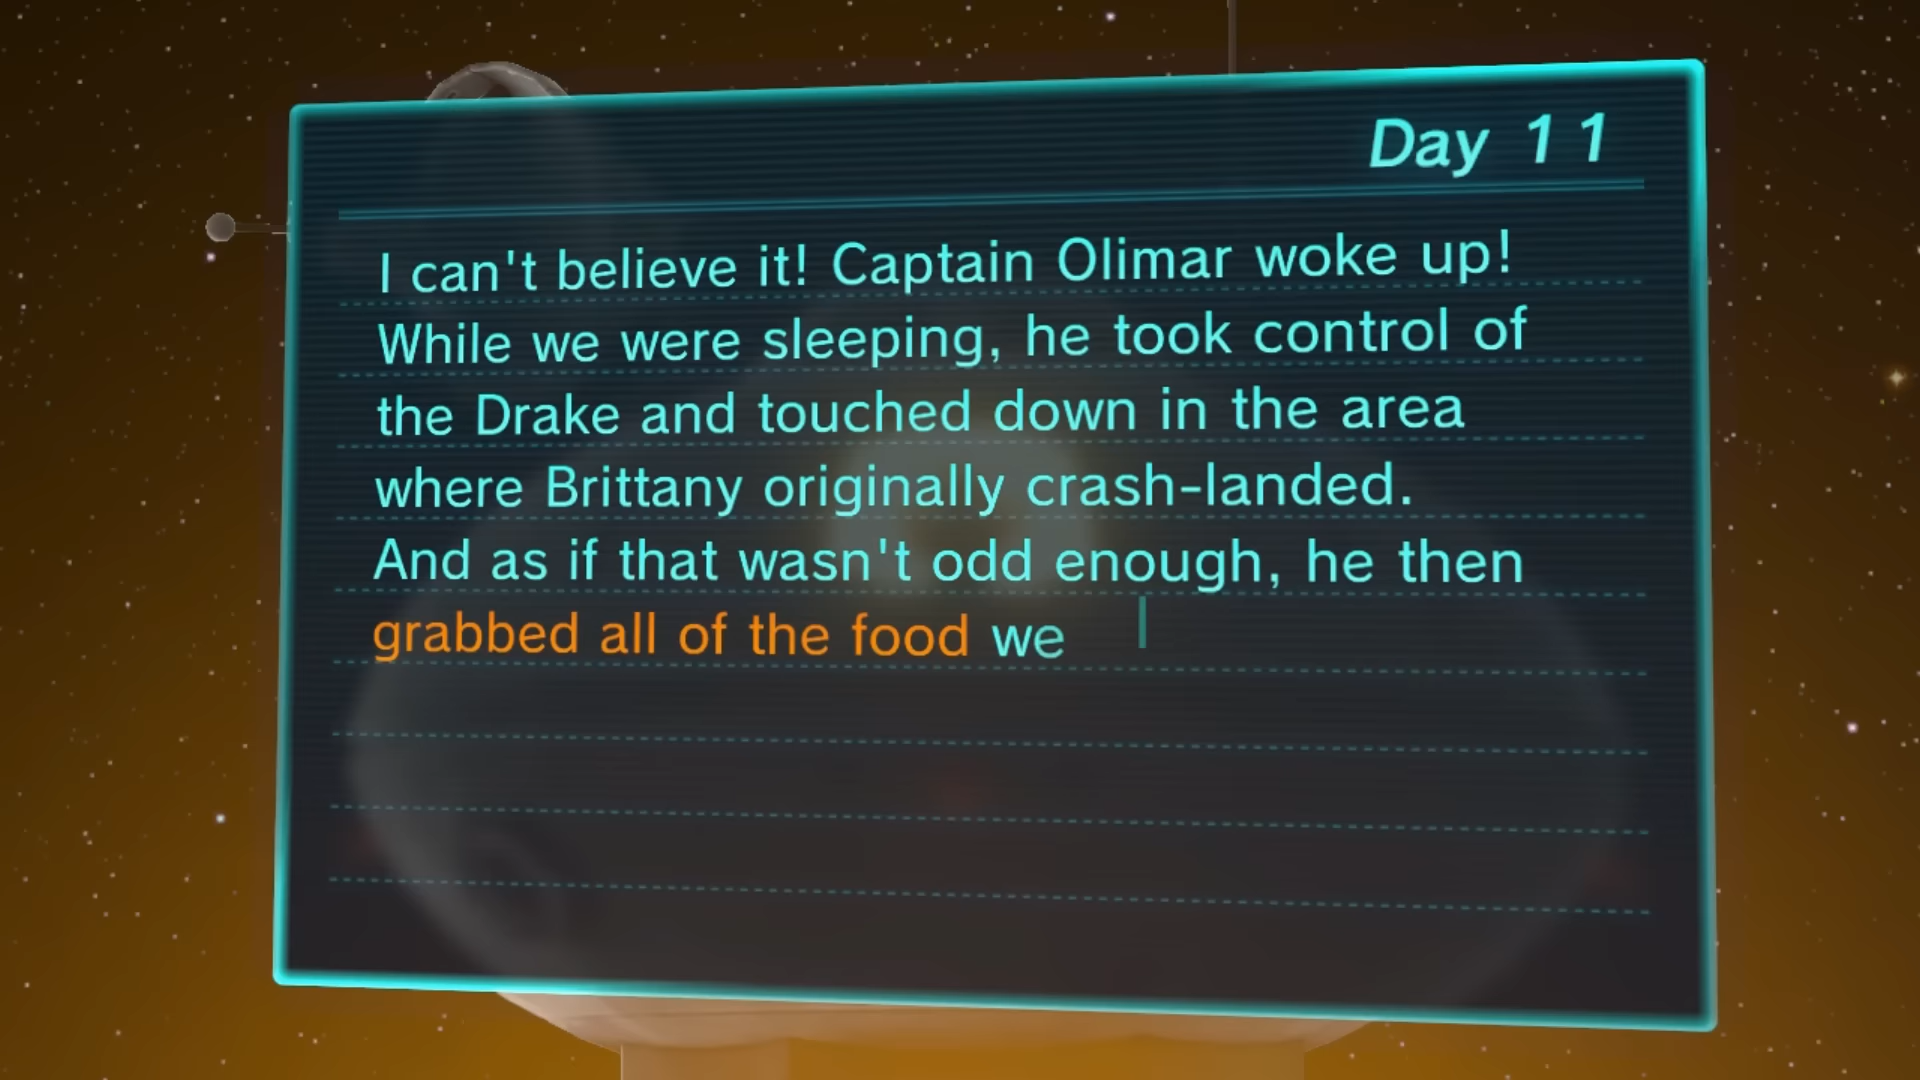 Day 11
I can't believe it! Captain Olimar woke up!
While we were sleeping, he took control of
the Drake and touched down in the area
where Brittany originally crash-landed.
And as if that wasn't odd enough, he then
grabbed all of the food we